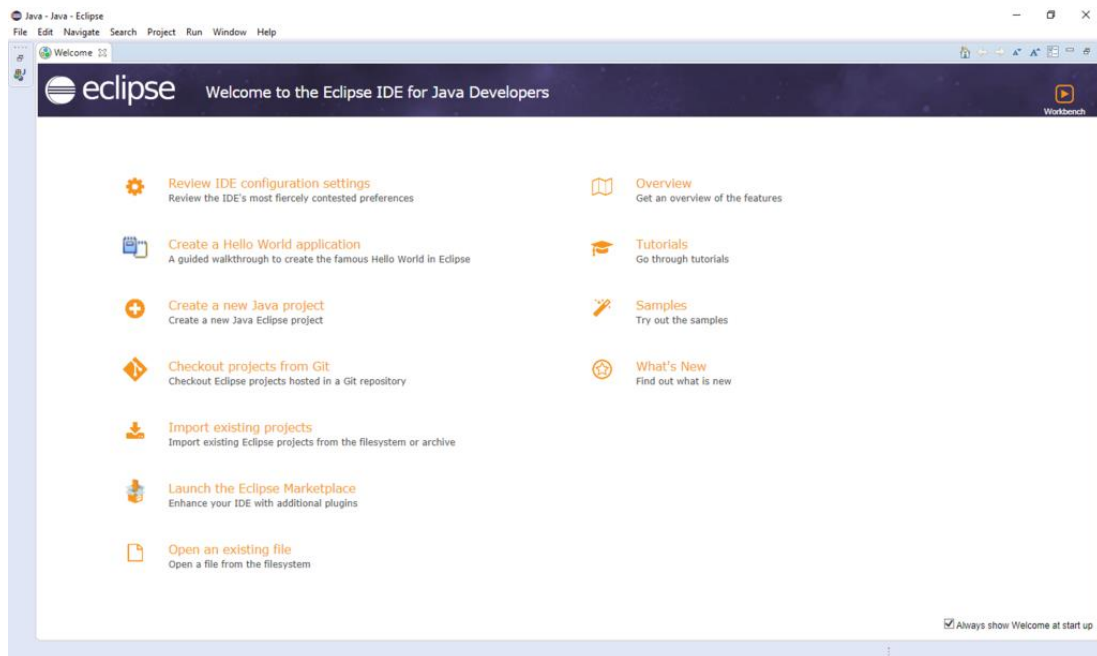 Java - Java - Eclipse
File Edit Navigate Search Project Run Window Help
Welcome
eclipse Welcome to the Eclipse IDE for Java Developers
Workbench
Review IDE configuration settings
Review the IDE's most fiercely contested preferences
Create a Hello World application
A guided walkthrough to create the famous Hello World in Eclipse
Create a new Java project
Create a new Java Eclipse project
Checkout projects from Git
Checkout Eclipse projects hosted in a Git repository
Import existing projects
Import existing Eclipse projects from the filesystem or archive
Launch the Eclipse Marketplace
Enhance your IDE with additional plugins
Open an existing file
Open a file from the filesystem
Overview
Get an overview of the features
Tutorials
Go through tutorials
Samples
Try out the samples
What's New
Find out what is new
Always show Welcome at start up